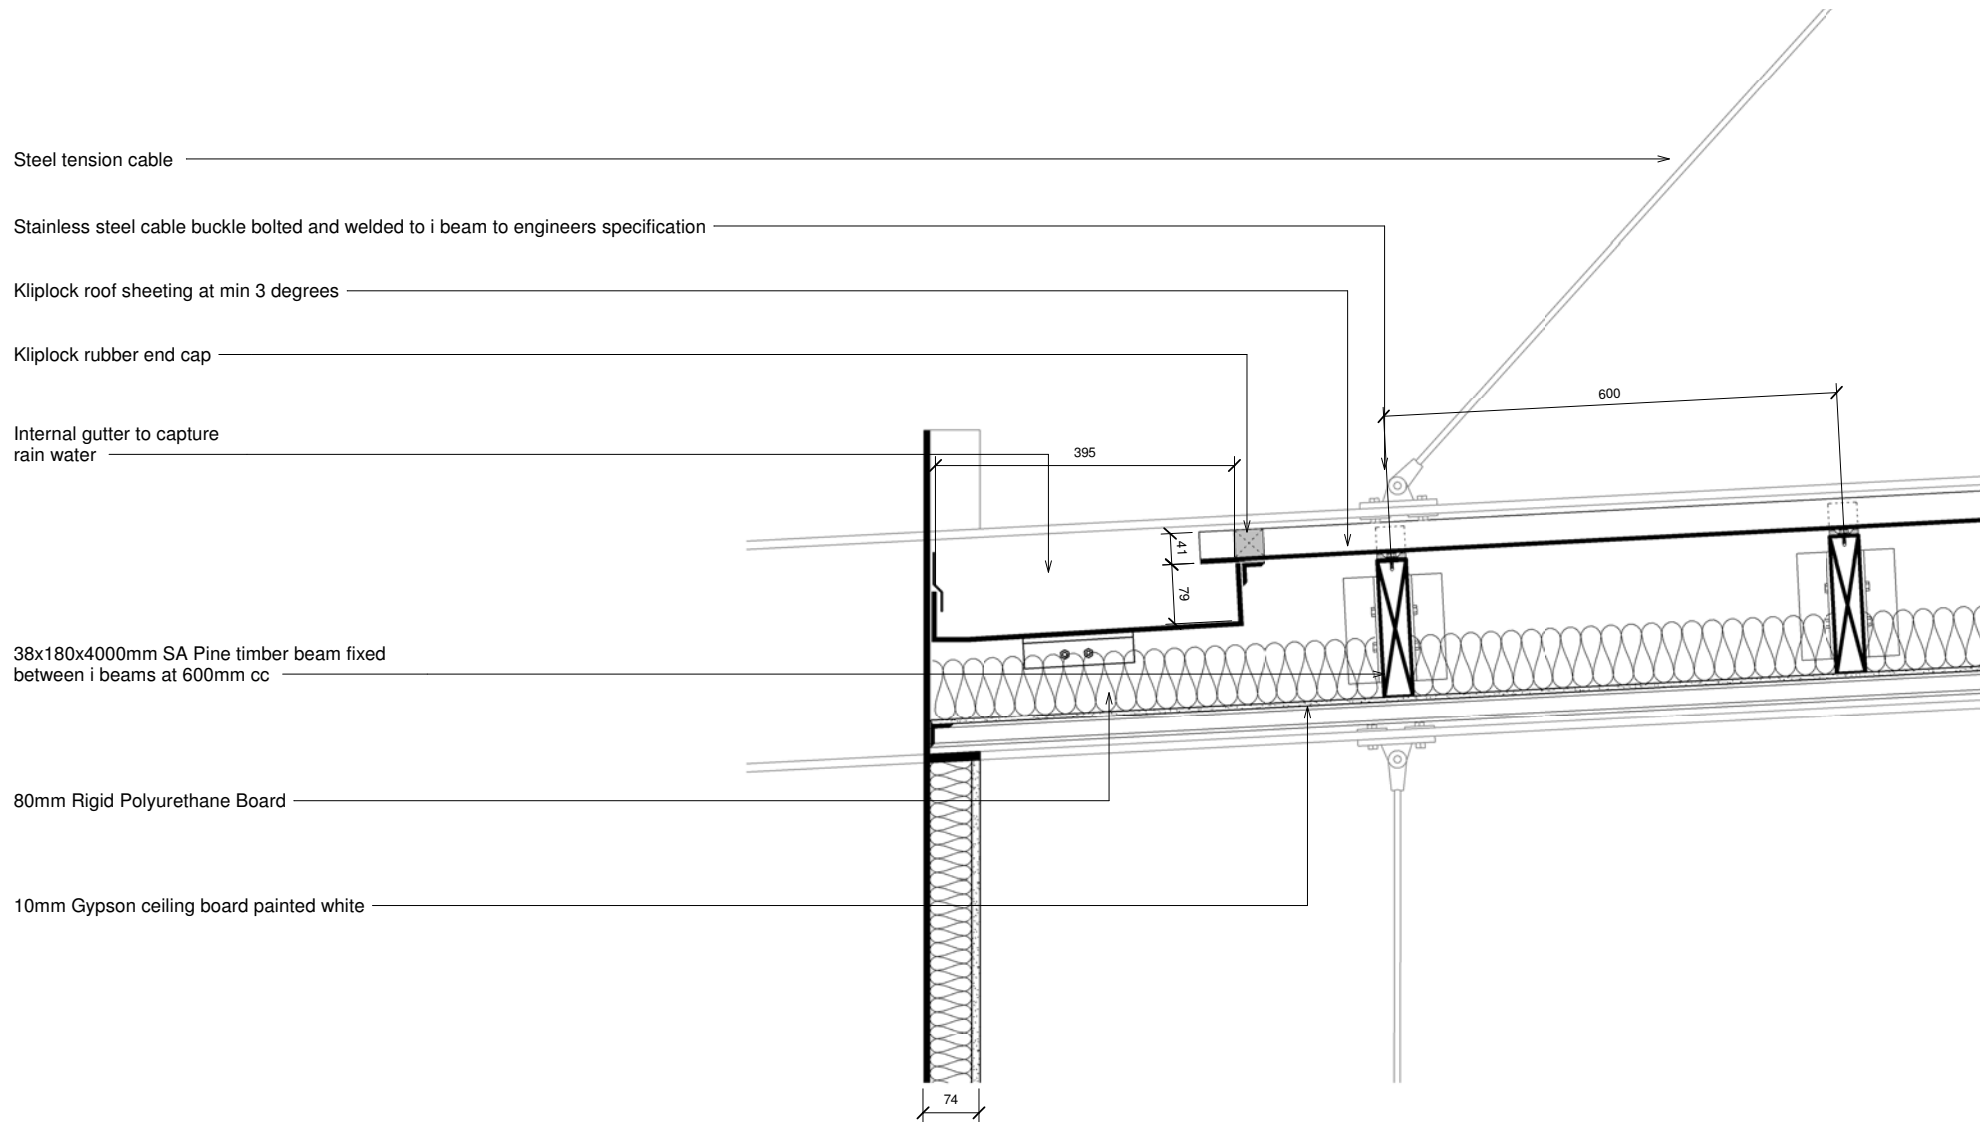 Steel tension cable
Stainless steel cable buckle bolted and welded to i beam to engineers specification
Kliplock roof sheeting at min 3 degrees
Kliplock rubber end cap
600
Internal gutter to capture
rain water
395
41
79
38x180x4000mm SA Pine timber beam fixed
between i beams at 600mm cc
80mm Rigid Polyurethane Board
10mm Gypson ceiling board painted white
74